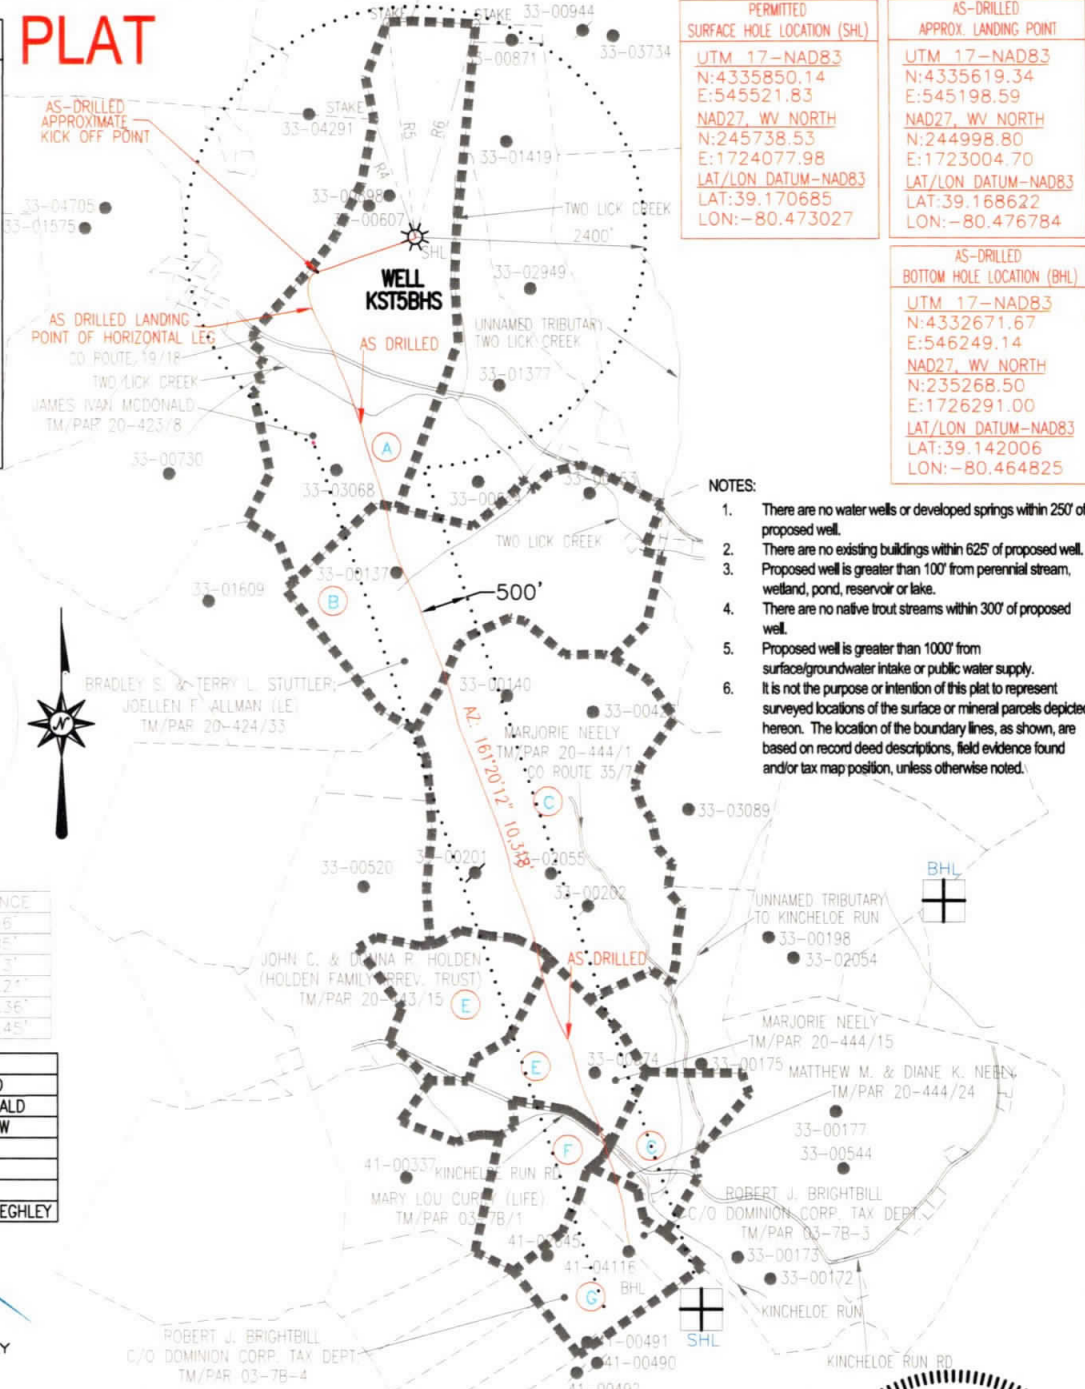 PLAT
STAKE
STAKE 33-00944
33-03734
33-00871
AS-DRILLED
APPROXIMATE
KICK OFF POINT
STAKE
33-04291
R5
R6
R4
33-01419
33-04705
33-01575
33-00607
TWO LICK CREEK
2400'
SHL
WELL
KST5BHS
33-02949
AS DRILLED LANDING
POINT OF HORIZONTAL LEG
CO ROUTE 19/18
TWO LICK CREEK
JAMES IVAN MCDONALD
TM/PAR 20-423/8
AS DRILLED
UNNAMED TRIBUTARY
TWO LICK CREEK
33-01377
A
33-00730
33-03068
TWO LICK CREEK
33-00137
33-01609
B
500'
BRADLEY S. & TERRY L. STUTTLER;
JOELLEN F. ALLMAN (LE)
TM/PAR 20-424/33
N
33-00140
MARJORIE NEELY
TM/PAR 20-444/1
CO ROUTE 35/7
AZ: 161°20'12" 10,318'
C
33-03089
33-00520
33-00201
33-02055
33-00202
BHL
UNNAMED TRIBUTARY
TO KINCHELOE RUN
33-00198
33-02054
JOHN C. & DONNA R. HOLDEN
(HOLDEN FAMILY IRREV. TRUST)
TM/PAR 20-443/15
AS DRILLED
E
MARJORIE NEELY
TM/PAR 20-444/15
E
33-00175
MATTHEW M. & DIANE K. NEELY
TM/PAR 20-444/24
33-00177
33-00544
F
C
41-00337
KINCHELOE RUN RD
MARY LOU CURRY (LIFE)
TM/PAR 03-7B/1
ROBERT J. BRIGHTBILL
C/O DOMINION CORP. TAX DEPT.
TM/PAR 03-7B-3
33-00173
33-00172
41-04116
BHL
G
SHL
KINCHELOE RUN
KINCHELOE RUN RD
ROBERT J. BRIGHTBILL
C/O DOMINION CORP. TAX DEPT
TM/PAR 03-7B-4
41-00491
41-00490
PERMITTED
SURFACE HOLE LOCATION (SHL)
UTM 17-NAD83
N:4335850.14
E:545521.83
NAD27, WV NORTH
N:245738.53
E:1724077.98
LAT/LON DATUM-NAD83
LAT:39.170685
LON:-80.473027
AS-DRILLED
APPROX. LANDING POINT
UTM 17-NAD83
N:4335619.34
E:545198.59
NAD27, WV NORTH
N:244998.80
E:1723004.70
LAT/LON DATUM-NAD83
LAT:39.168622
LON:-80.476784
AS-DRILLED
BOTTOM HOLE LOCATION (BHL)
UTM 17-NAD83
N:4332671.67
E:546249.14
NAD27, WV NORTH
N:235268.50
E:1726291.00
LAT/LON DATUM-NAD83
LAT:39.142006
LON:-80.464825
NOTES:
1. There are no water wells or developed springs within 250' of
proposed well.
2. There are no existing buildings within 625' of proposed well.
3. Proposed well is greater than 100' from perennial stream,
wetland, pond, reservoir or lake.
4. There are no native trout streams within 300' of proposed
well.
5. Proposed well is greater than 1000' from
surface/groundwater intake or public water supply.
6. It is not the purpose or intention of this plat to represent
surveyed locations of the surface or mineral parcels depicted
hereon. The location of the boundary lines, as shown, are
based on record deed descriptions, field evidence found
and/or tax map position, unless otherwise noted.